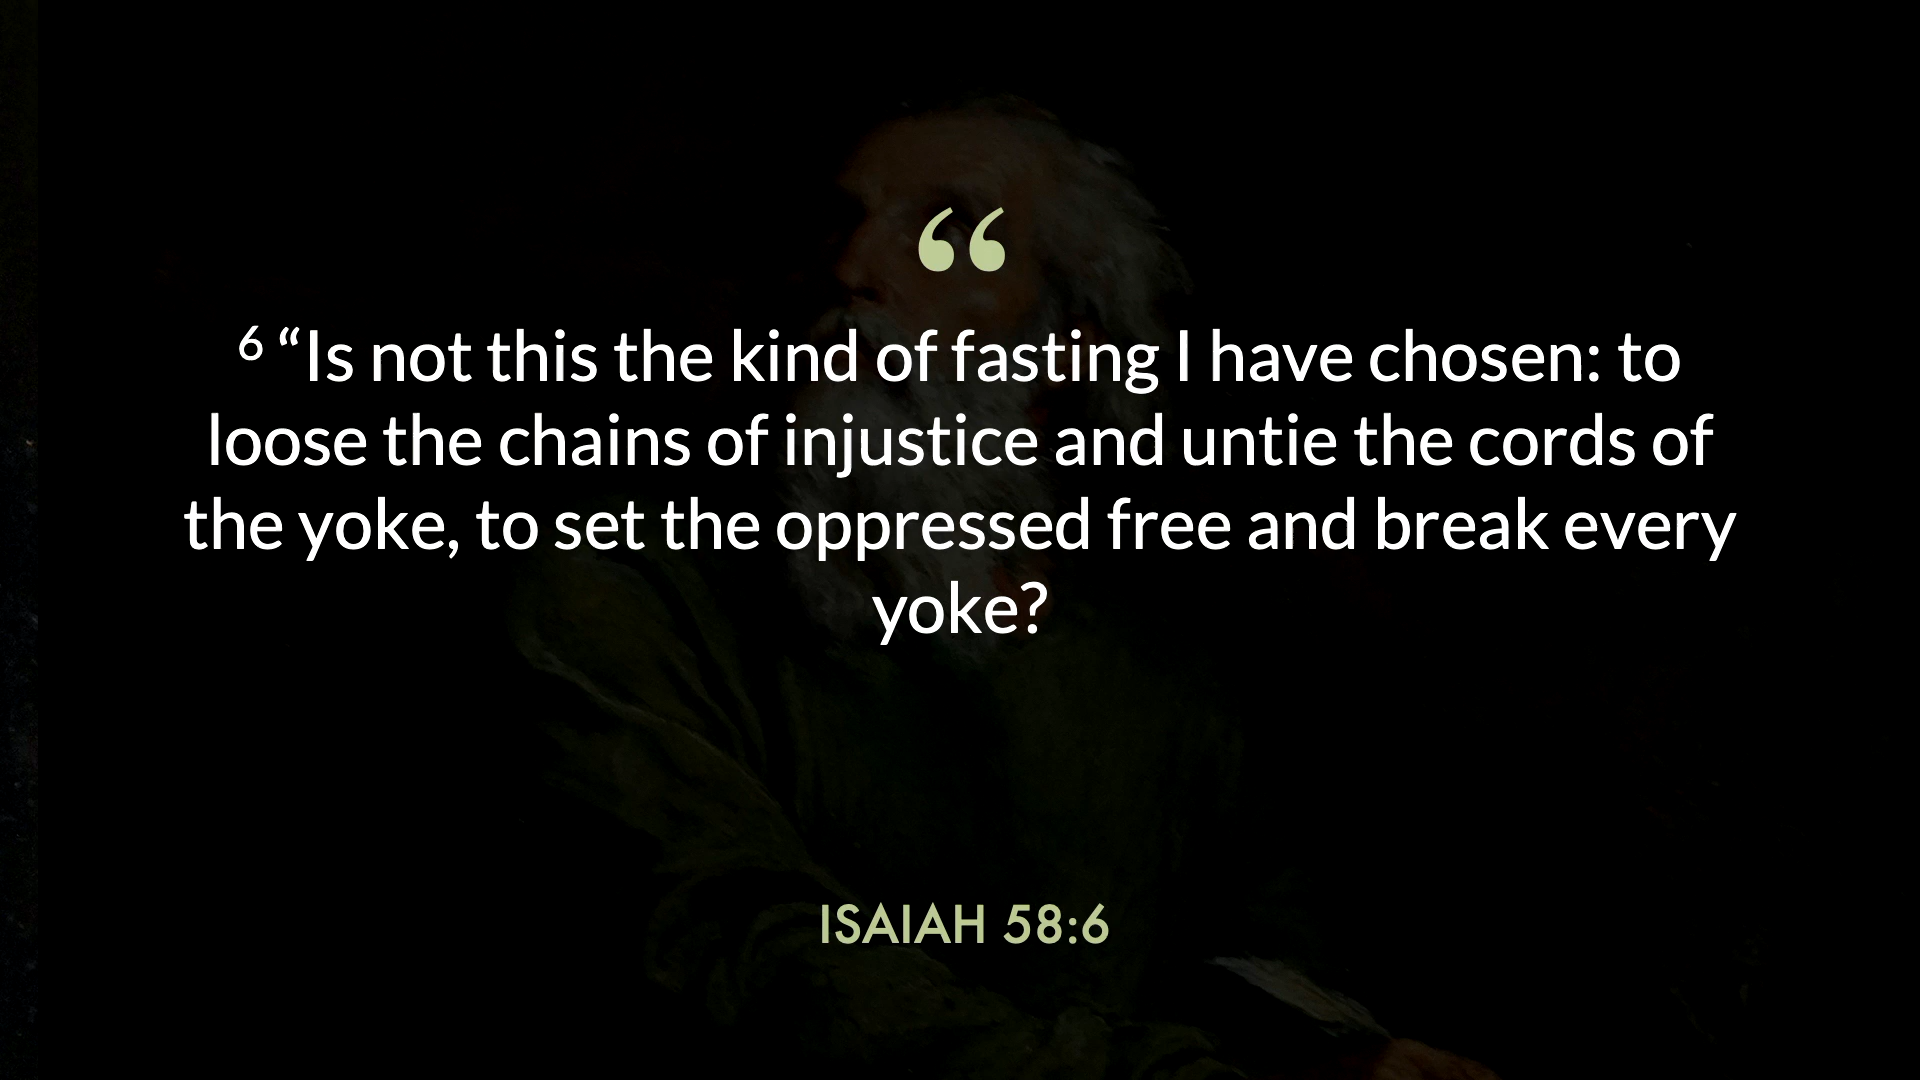 “
⁶ “Is not this the kind of fasting I have chosen: to
loose the chains of injustice and untie the cords of
the yoke, to set the oppressed free and break every
yoke?
ISAIAH 58:6